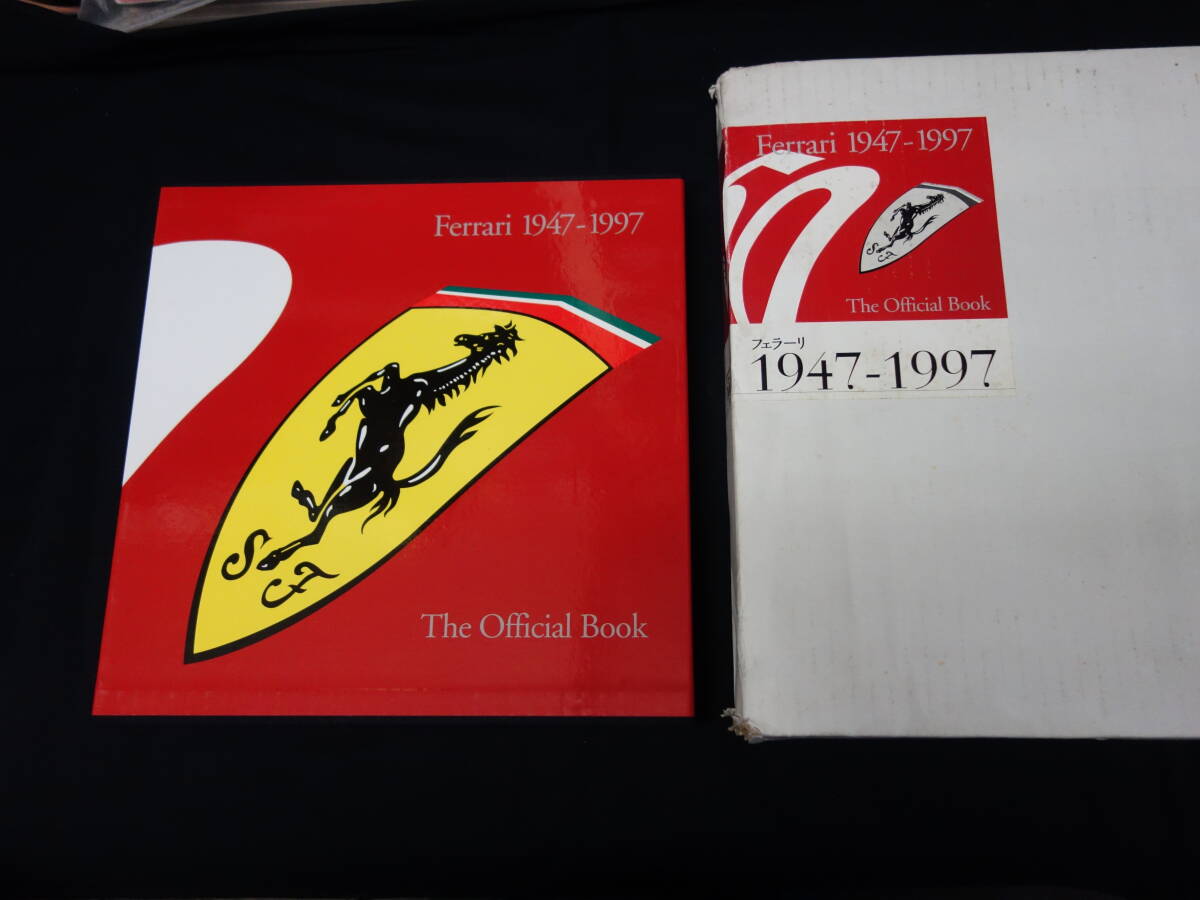 Ferrari 1947-1997
S F
The Official Book
Ferrari 1947-1997
S F
The Official Book
フェラーリ
1947-1997